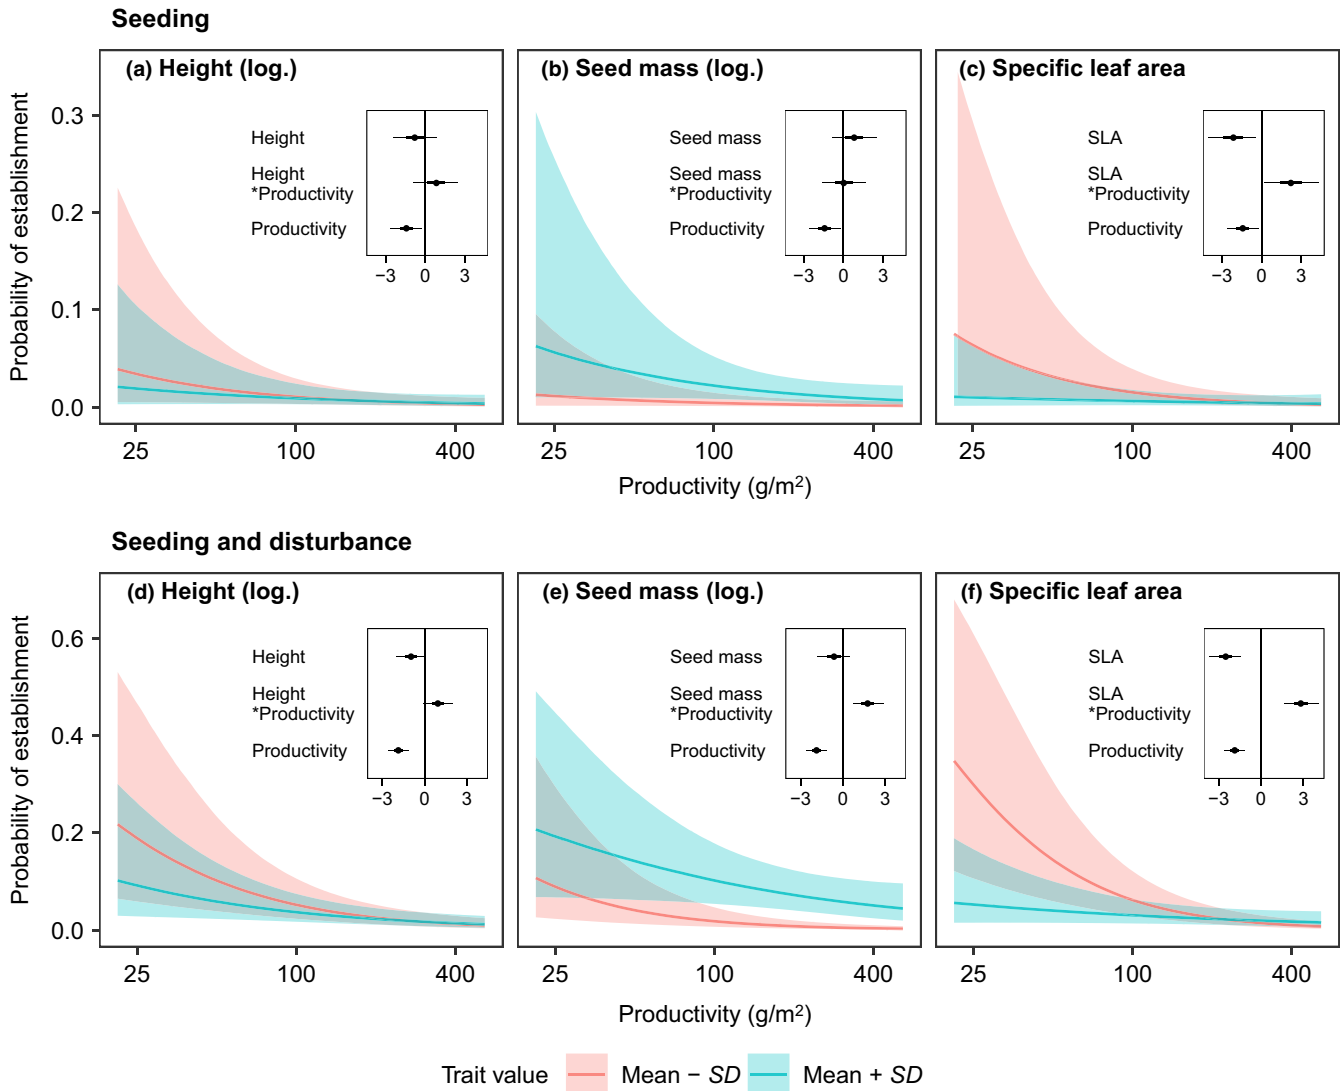 Seeding
(a) Height (log.)
(b) Seed mass (log.)
(c) Specific leaf area
Probability of establishment
0.3
0.2
0.1
0.0
Height
Height
*Productivity
Productivity
−3 0 3
Seed mass
Seed mass
*Productivity
Productivity
−3 0 3
SLA
SLA
*Productivity
Productivity
−3 0 3
25 100 400
25 100 400
25 100 400
Productivity (g/m²)
Seeding and disturbance
(d) Height (log.)
(e) Seed mass (log.)
(f) Specific leaf area
Probability of establishment
0.6
0.4
0.2
0.0
Height
Height
*Productivity
Productivity
−3 0 3
Seed mass
Seed mass
*Productivity
Productivity
−3 0 3
SLA
SLA
*Productivity
Productivity
−3 0 3
25 100 400
25 100 400
25 100 400
Productivity (g/m²)
Trait value Mean − SD Mean + SD